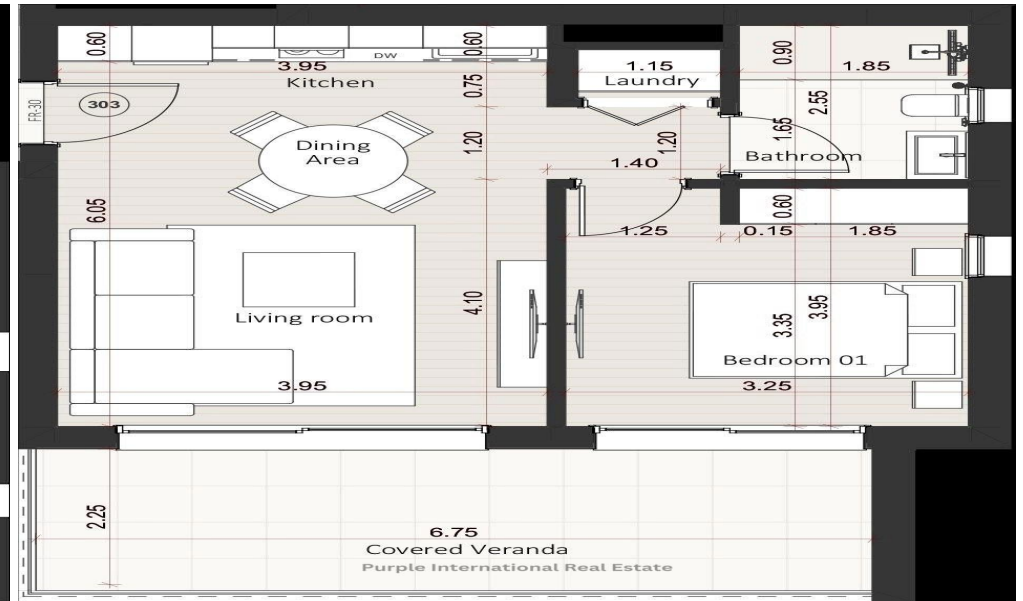 0.60
0.60
0.90
DW
3.95
1.15
1.85
Kitchen
Laundry
0.75
FR-30
303
2.55
1.20
1.20
1.65
Dining
Area
1.40
Bathroom
6.05
0.60
1.25
0.15
1.85
4.10
Living room
3.35
3.95
Bedroom 01
3.95
3.25
2.25
6.75
Covered Veranda
Purple International Real Estate